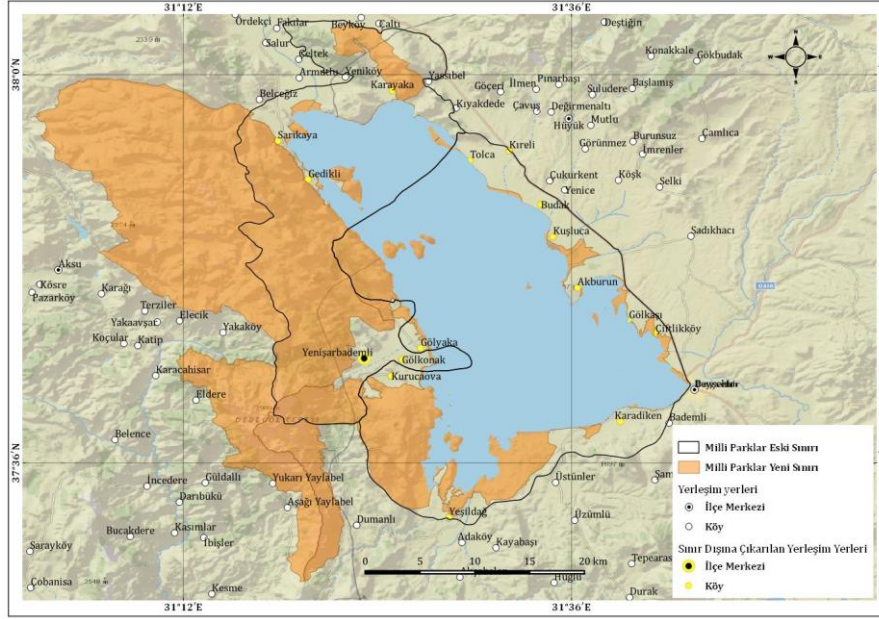 31°12'E
31°36'E
38°0'N
37°36'N
Ördekçi
Fakılar
Beyköy
Çaltı
Deştiğin
Salur
Çeltek
Konakkale
Gökbudak
Armutlu
Yeniköy
Yassıbel
Karayaka
Göçeri
İlmen
Pınarbaşı
Suludere
Başlamış
Belceğiz
Kıyakdede
Çavuş
Değirmenaltı
Hüyük
Mutlu
Sarıkaya
Kıreli
Tolca
Görünmez
Burunsuz
Çamlıca
İmrenler
Gedikli
Çukurkent
Yenice
Köşk
Selki
Budak
Kuşluca
Sadıkhacı
Aksu
Kösre
Pazarköy
Karağı
Akburun
Terziler
Yakaavşar
Elecik
Yakaköy
Gölkaşı
Çiftlikköy
Koçular
Katip
Yenişarbademli
Gölyaka
Gölkonak
Kurucaova
Karacahisar
Eldere
Karadiken
Bademli
Belence
Milli Parklar Eski Sınırı
Milli Parklar Yeni Sınırı
Yerleşim yerleri
İlçe Merkezi
Köy
Sınır Dışına Çıkarılan Yerleşim Yerleri
İlçe Merkezi
Köy
İncedere
Güldallı
Yukarı Yaylabel
Üstünler
Darıbükü
Aşağı Yaylabel
Yeşildağ
Bucakdere
Kasımlar
İbişler
Dumanlı
Üzümlü
Sarayköy
Adaköy
Kayabaşı
Çobanisa
Kesme
Durak
0 5 10 20 km
31°12'E
31°36'E